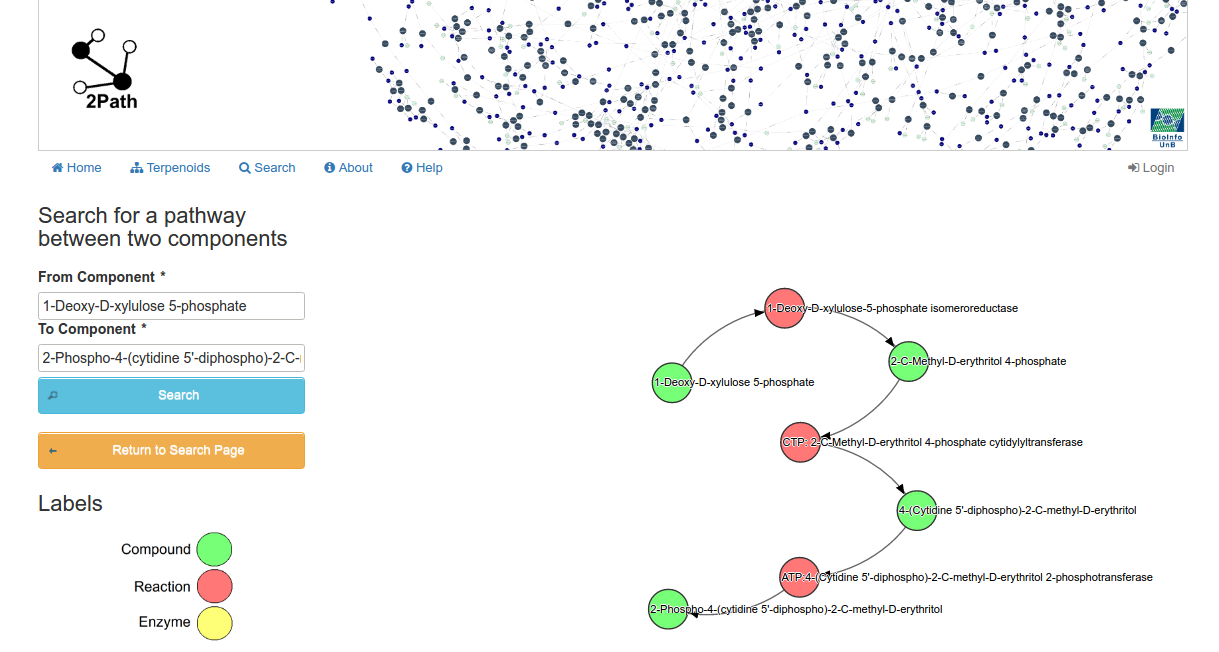 2Path
BioInfo
UnB
Home Terpenoids Search About Help Login
Search for a pathway
between two components
From Component *
1-Deoxy-D-xylulose 5-phosphate
To Component *
2-Phospho-4-(cytidine 5'-diphospho)-2-C-
Search
Return to Search Page
Labels
Compound
Reaction
Enzyme
1-Deoxy-D-xylulose-5-phosphate isomeroreductase
2-C-Methyl-D-erythritol 4-phosphate
1-Deoxy-D-xylulose 5-phosphate
CTP: 2-C-Methyl-D-erythritol 4-phosphate cytidylyltransferase
4-(Cytidine 5'-diphospho)-2-C-methyl-D-erythritol
ATP:4-(Cytidine 5'-diphospho)-2-C-methyl-D-erythritol 2-phosphotransferase
2-Phospho-4-(cytidine 5'-diphospho)-2-C-methyl-D-erythritol